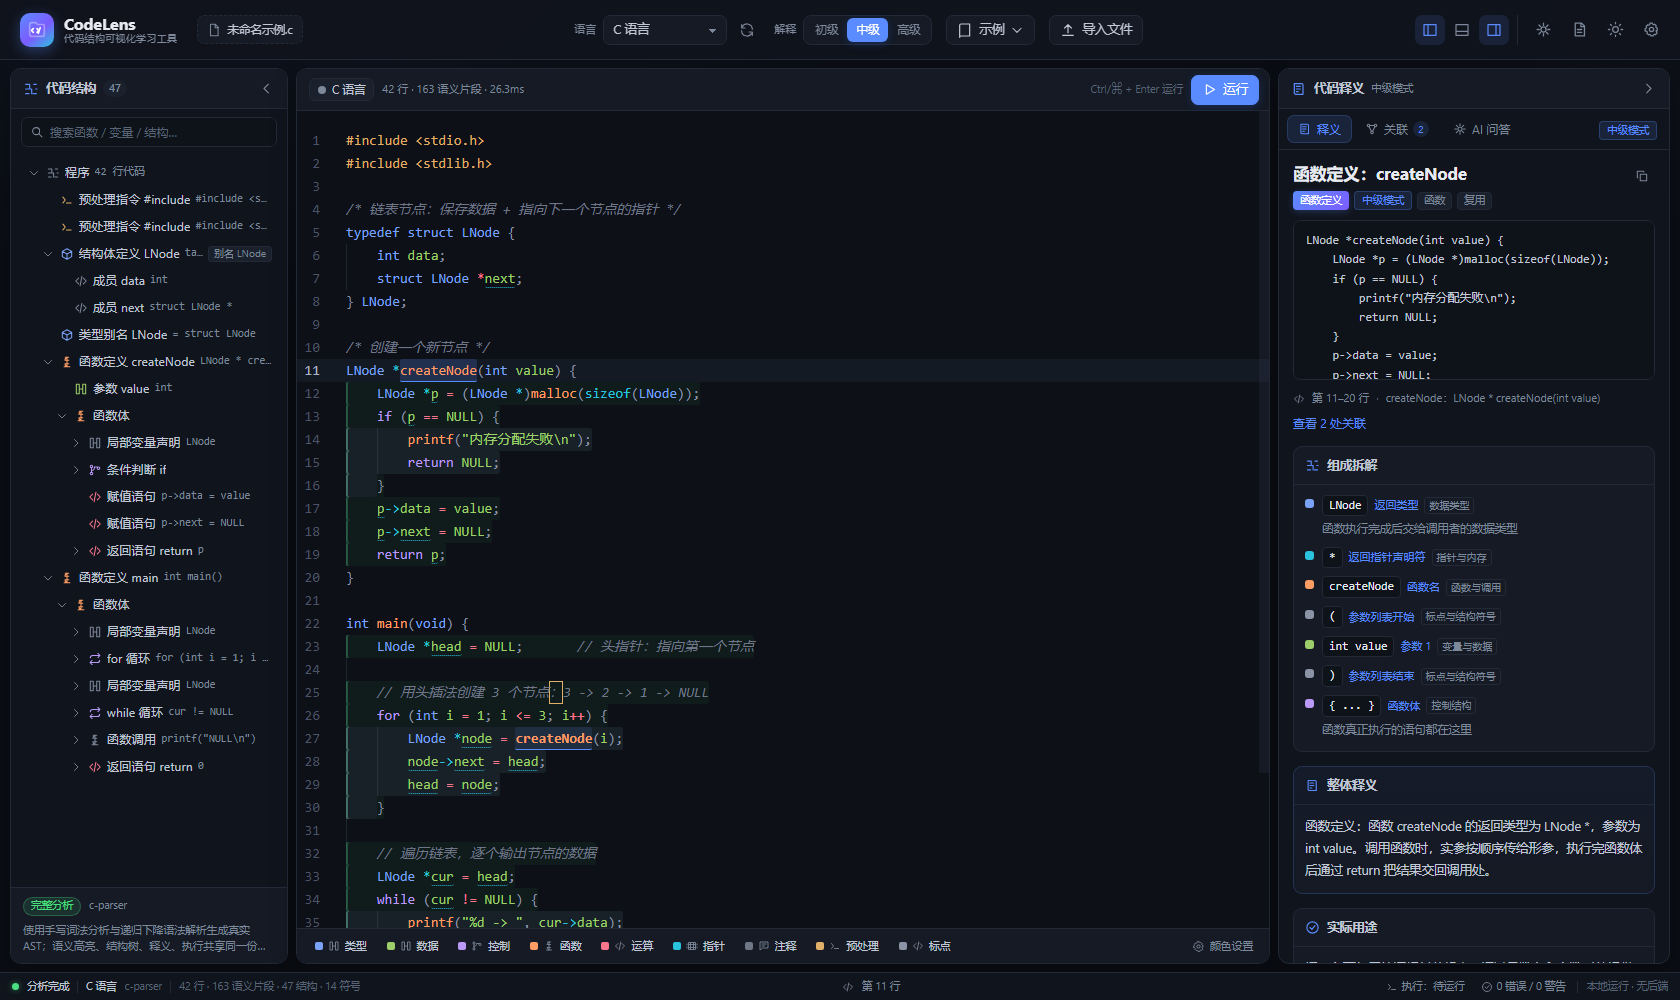 CodeLens
代码结构可视化学习工具
未命名示例.c
语言
C 语言
解释
初级
中级
高级
示例
导入文件
代码结构 47
搜索函数 / 变量 / 结构...
程序 42 行代码
预处理指令 #include #include <s…
预处理指令 #include #include <s…
结构体定义 LNode ta… 别名 LNode
成员 data int
成员 next struct LNode *
类型别名 LNode = struct LNode
函数定义 createNode LNode * cre…
参数 value int
函数体
局部变量声明 LNode
条件判断 if
赋值语句 p->data = value
赋值语句 p->next = NULL
返回语句 return p
函数定义 main int main()
函数体
局部变量声明 LNode
for 循环 for (int i = 1; i …
局部变量声明 LNode
while 循环 cur != NULL
函数调用 printf("NULL\n")
返回语句 return 0
完整分析 c-parser
使用手写词法分析与递归下降语法解析生成真实
AST；语义高亮、结构树、释义、执行共享同一份...
C 语言 42 行 · 163 语义片段 · 26.3ms
Ctrl/⌘ + Enter 运行
运行
1 #include <stdio.h>
2 #include <stdlib.h>
3
4 /* 链表节点：保存数据 + 指向下一个节点的指针 */
5 typedef struct LNode {
6 int data;
7 struct LNode *next;
8 } LNode;
9
10 /* 创建一个新节点 */
11 LNode *createNode(int value) {
12 LNode *p = (LNode *)malloc(sizeof(LNode));
13 if (p == NULL) {
14 printf("内存分配失败\n");
15 return NULL;
16 }
17 p->data = value;
18 p->next = NULL;
19 return p;
20 }
21
22 int main(void) {
23 LNode *head = NULL; // 头指针：指向第一个节点
24
25 // 用头插法创建 3 个节点：3 -> 2 -> 1 -> NULL
26 for (int i = 1; i <= 3; i++) {
27 LNode *node = createNode(i);
28 node->next = head;
29 head = node;
30 }
31
32 // 遍历链表，逐个输出节点的数据
33 LNode *cur = head;
34 while (cur != NULL) {
35 printf("%d -> ", cur->data);
类型
数据
控制
函数
运算
指针
注释
预处理
标点
颜色设置
代码释义 中级模式
释义
关联 2
AI 问答
中级模式
函数定义：createNode
函数定义 中级模式 函数 复用
LNode *createNode(int value) {
LNode *p = (LNode *)malloc(sizeof(LNode));
if (p == NULL) {
printf("内存分配失败\n");
return NULL;
}
p->data = value;
p->next = NULL;
第 11–20 行 · createNode：LNode * createNode(int value)
查看 2 处关联
组成拆解
LNode 返回类型 数据类型
函数执行完成后交给调用者的数据类型
* 返回指针声明符 指针与内存
createNode 函数名 函数与调用
( 参数列表开始 标点与结构符号
int value 参数 1 变量与数据
) 参数列表结束 标点与结构符号
{ ... } 函数体 控制结构
函数真正执行的语句都在这里
整体释义
函数定义：函数 createNode 的返回类型为 LNode *，参数为
int value。调用函数时，实参按顺序传给形参，执行完函数体
后通过 return 把结果交回调用处。
实际用途
分析完成
C 语言 c-parser
42 行 · 163 语义片段 · 47 结构 · 14 符号
第 11 行
执行：待运行
0 错误 / 0 警告
本地运行 · 无后端